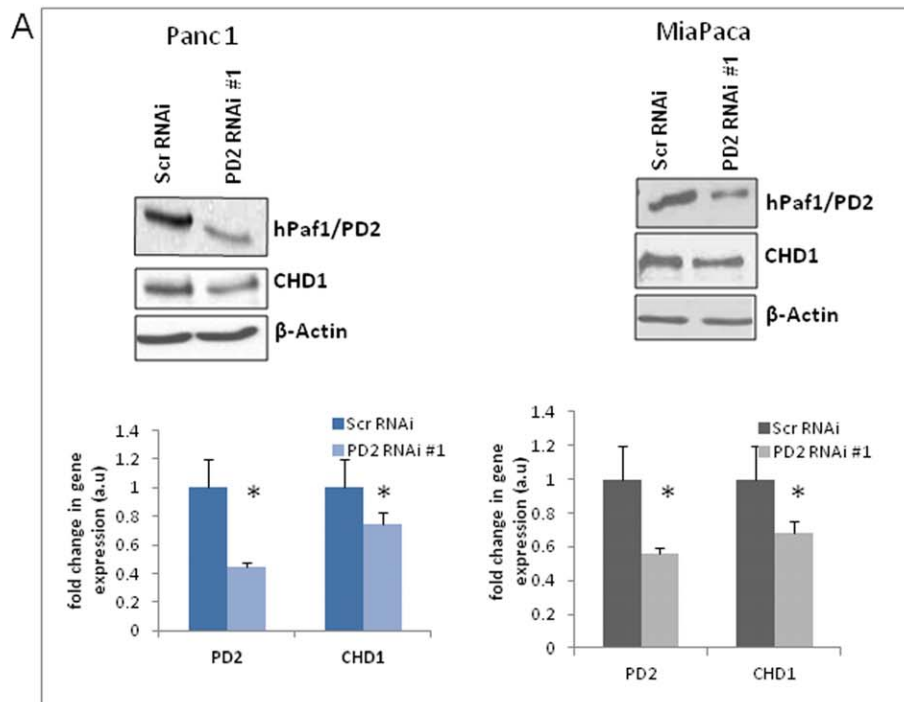 A
Panc 1
Scr RNAi
PD2 RNAi #1
hPaf1/PD2
CHD1
β-Actin
MiaPaca
Scr RNAi
PD2 RNAi #1
hPaf1/PD2
CHD1
β-Actin
fold change in gene
expression (a.u)
1.4
1.2
1
0.8
0.6
0.4
0.2
0
Scr RNAi
PD2 RNAi #1
*
*
PD2
CHD1
fold change in gene
expression (a.u)
1.4
1.2
1
0.8
0.6
0.4
0.2
0
Scr RNAi
PD2 RNAi #1
*
*
PD2
CHD1